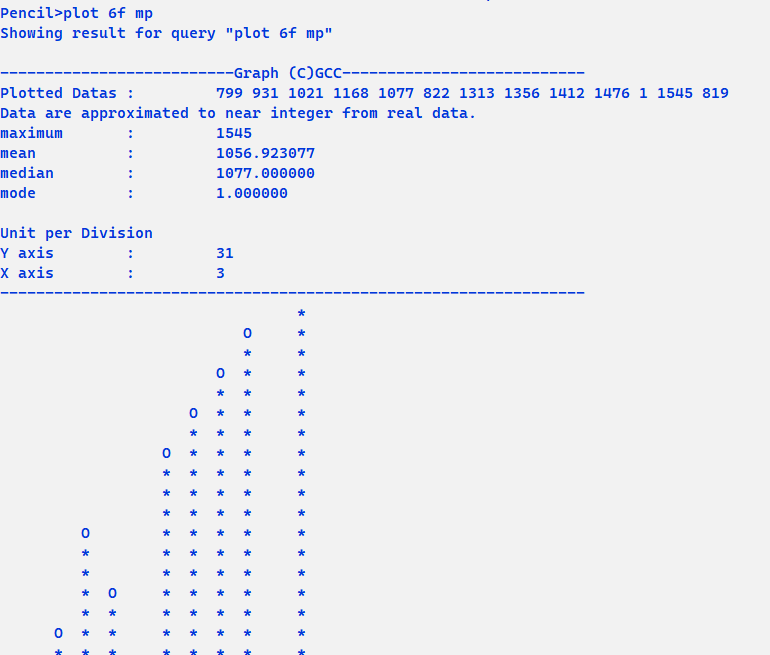 Pencil>plot 6f mp
Showing result for query "plot 6f mp"
--------------------------Graph (C)GCC---------------------------
Plotted Datas : 799 931 1021 1168 1077 822 1313 1356 1412 1476 1 1545 819
Data are approximated to near integer from real data.
maximum : 1545
mean : 1056.923077
median : 1077.000000
mode : 1.000000
Unit per Division
Y axis : 31
X axis : 3
-----------------------------------------------------------------
*
O *
* *
O * *
* * *
O * * *
* * * *
O * * * *
* * * * *
* * * * *
* * * * *
O * * * * *
* * * * * *
* * * * * *
* O * * * * *
* * * * * * *
O * * * * * * *
* * * * * * * *